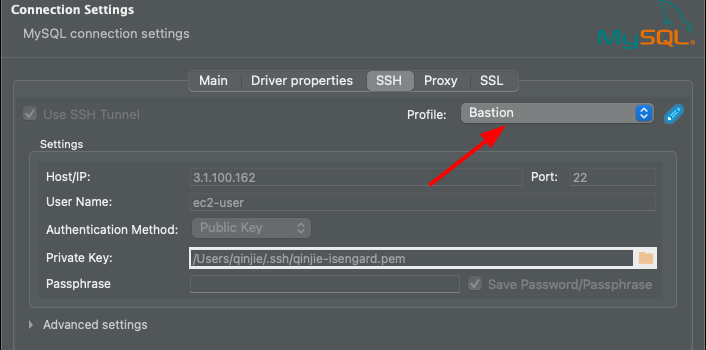 Connection Settings
MySQL connection settings
MySQL
Main Driver properties SSH Proxy SSL
Use SSH Tunnel Profile: Bastion
Settings
Host/IP: 3.1.100.162 Port: 22
User Name: ec2-user
Authentication Method: Public Key
Private Key: /Users/qinjie/.ssh/qinjie-isengard.pem
Passphrase Save Password/Passphrase
Advanced settings